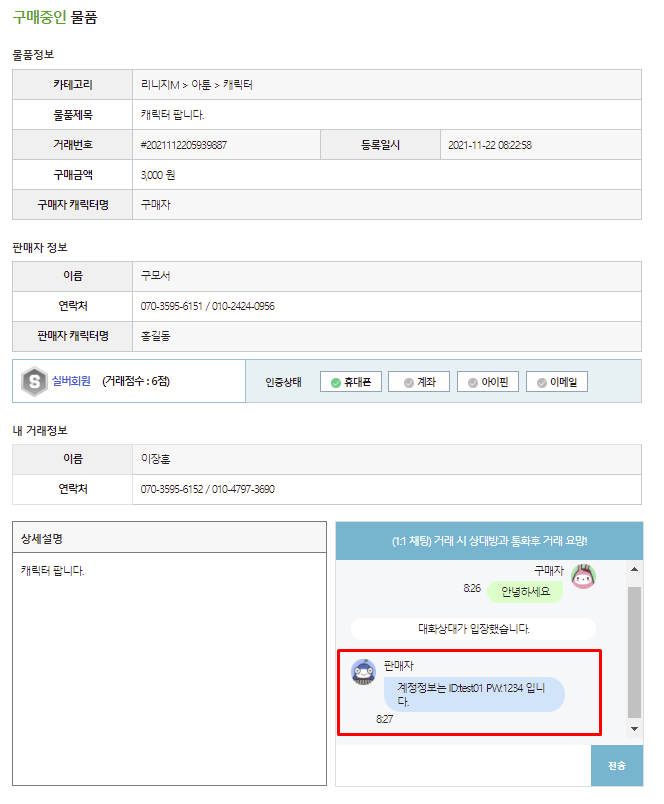 구매중인 물품
물품정보
카테고리 리니지M > 아툰 > 캐릭터
물품제목 캐릭터 팝니다.
거래번호 #2021112205939887 등록일시 2021-11-22 08:22:58
구매금액 3,000 원
구매자 캐릭터명 구매자
판매자 정보
이름 구모서
연락처 070-3595-6151 / 010-2424-0956
판매자 캐릭터명 홍길동
S 실버회원 (거래점수 : 6점) 인증상태 휴대폰 계좌 아이핀 이메일
내 거래정보
이름 이장훈
연락처 070-3595-6152 / 010-4797-3690
상세설명
캐릭터 팝니다.
(1:1 채팅) 거래 시 상대방과 통화후 거래 요망!
구매자
8:26 안녕하세요
대화상대가 입장했습니다.
판매자
계정정보는 ID:test01 PW:1234 입니
다.
8:27
전송